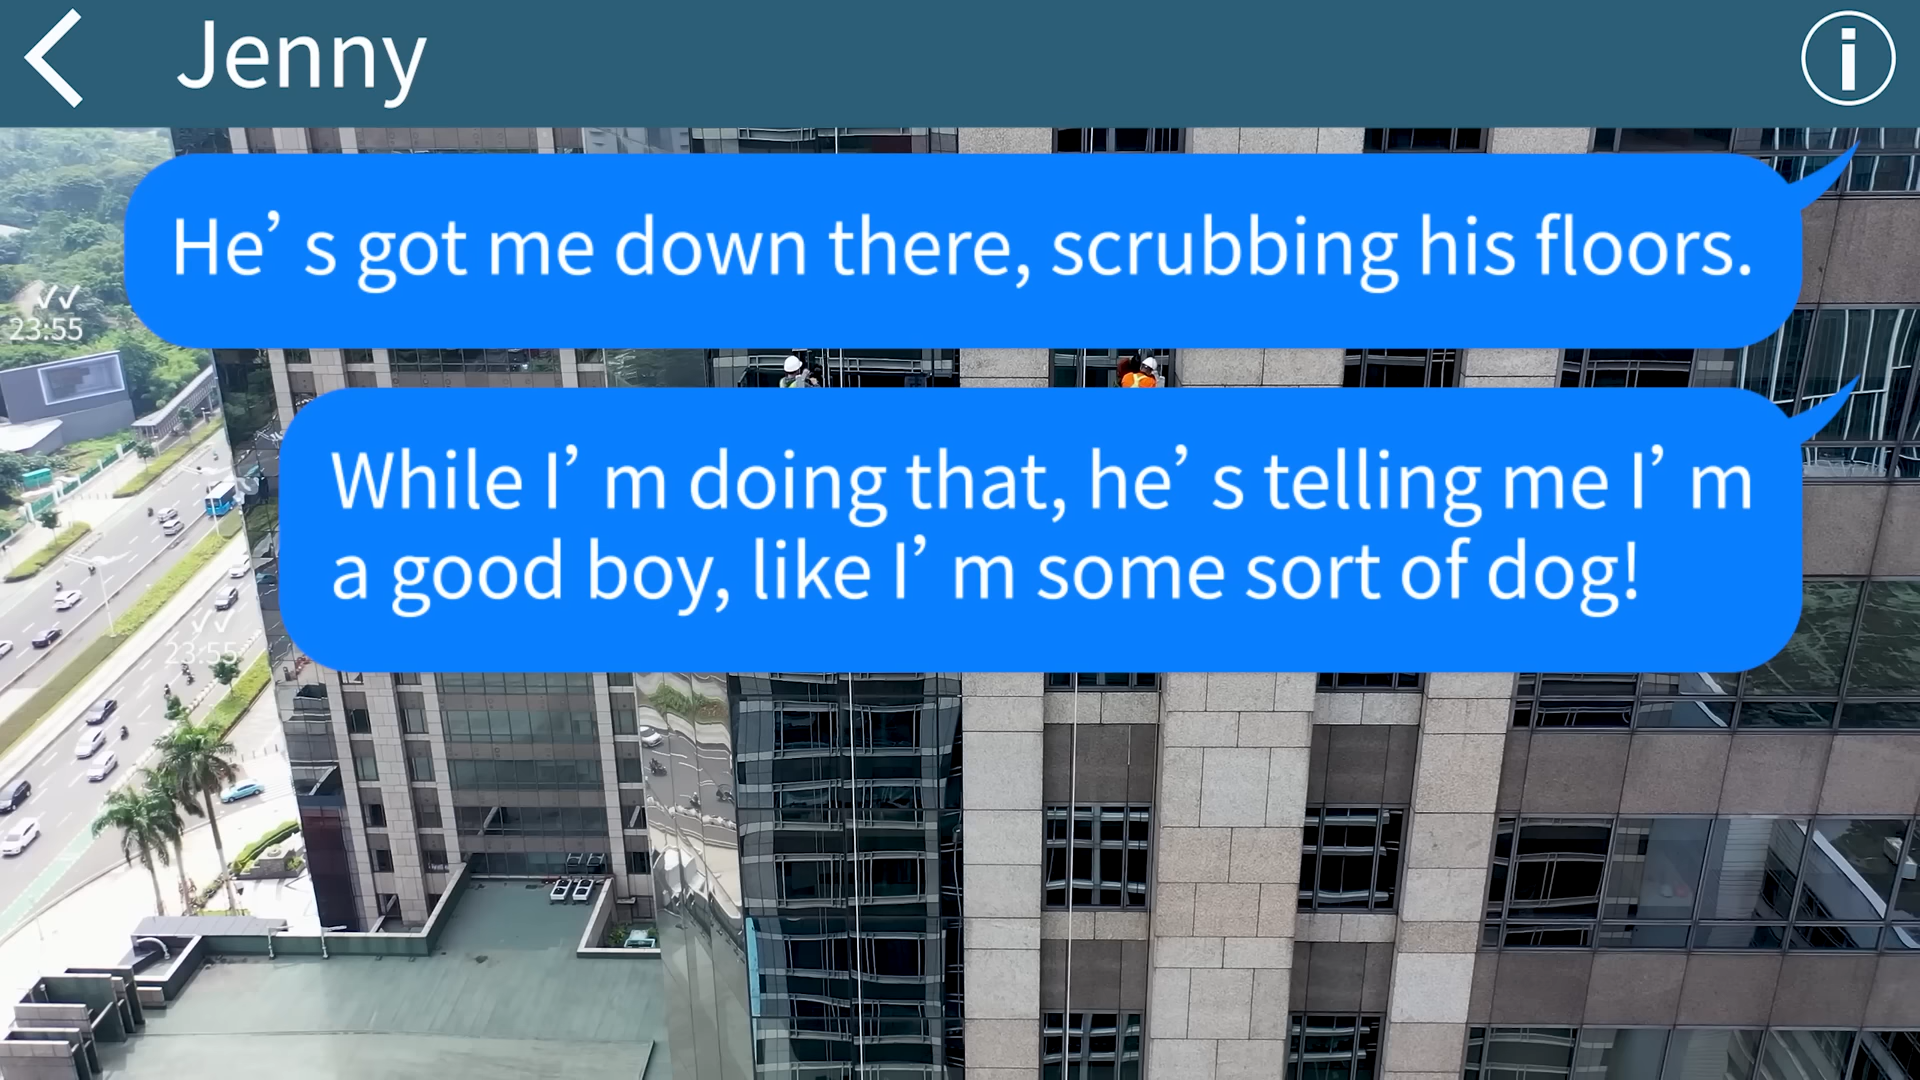 Jenny
He’s got me down there, scrubbing his floors.
✓✓
23:55
While I’m doing that, he’s telling me I’m
a good boy, like I’m some sort of dog!
✓✓
23:55